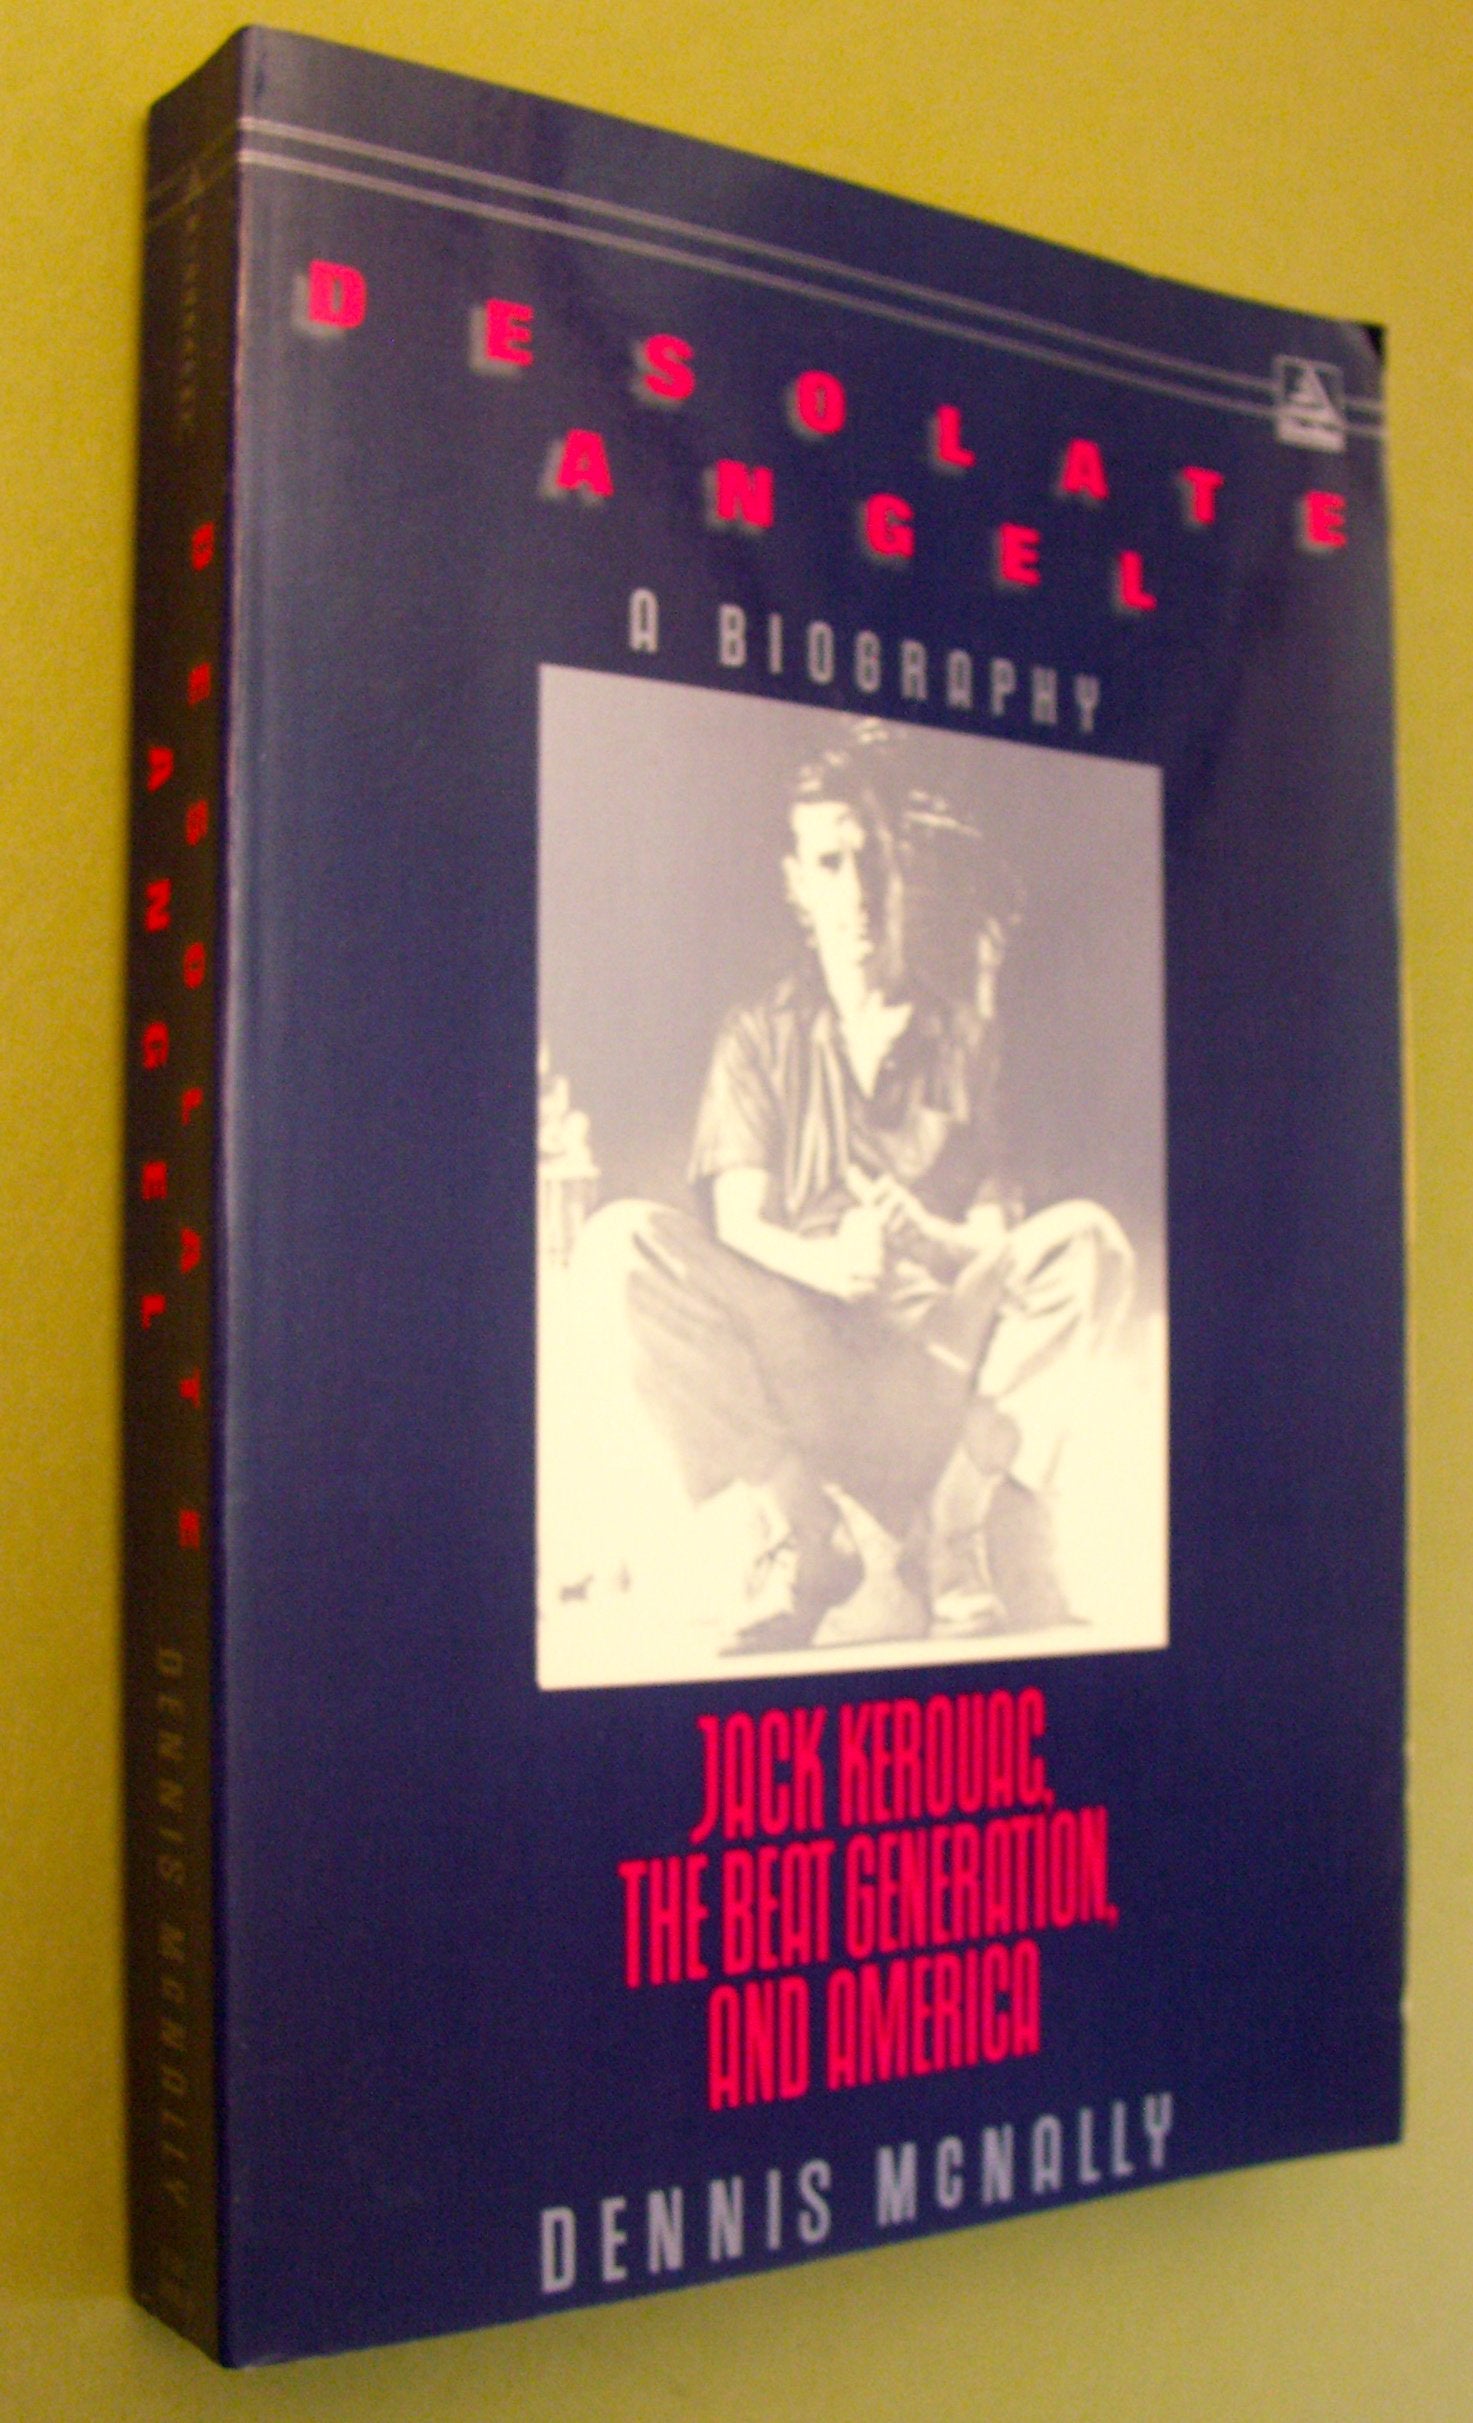 DESOLATE
ANGEL
A BIOGRAPHY
JACK KEROUAC,
THE BEAT GENERATION,
AND AMERICA
DENNIS MCNALLY
DESOLATE
ANGEL
DENNIS MCNALLY